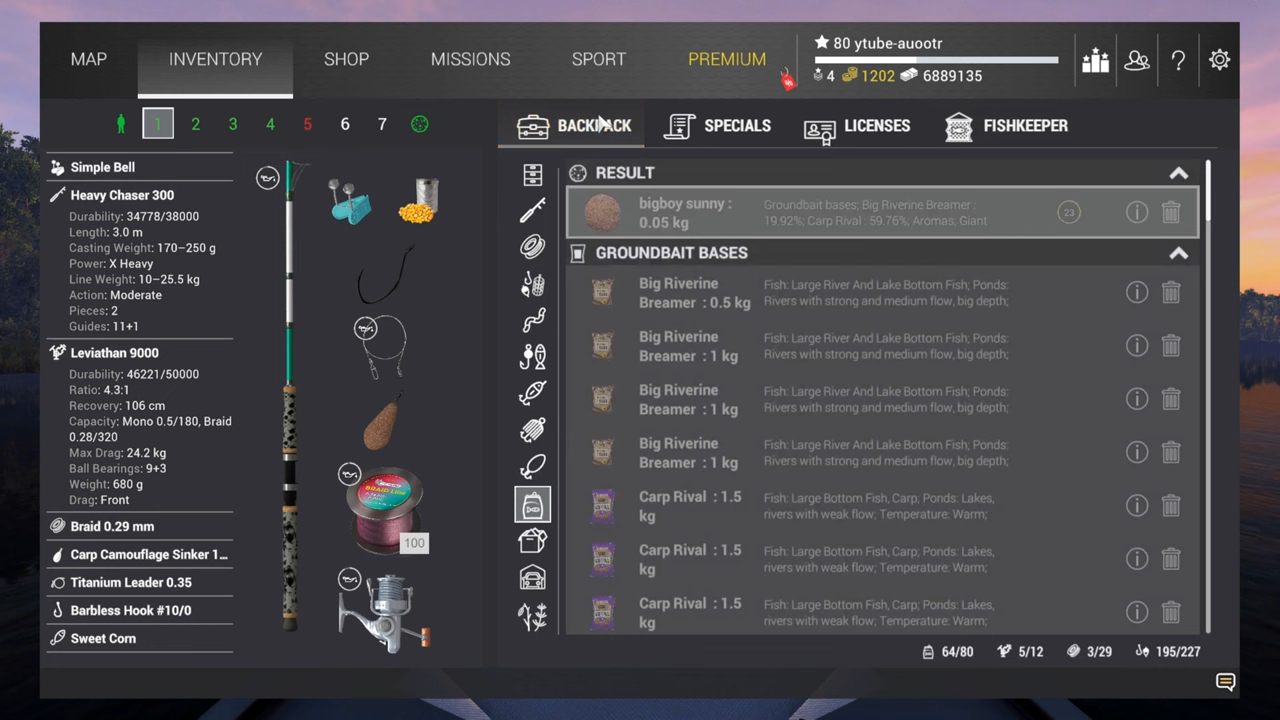 MAP
INVENTORY
SHOP
MISSIONS
SPORT
PREMIUM
80 ytube-auootr
4 1202 6889135
1 2 3 4 5 6 7
BACKPACK
SPECIALS
LICENSES
FISHKEEPER
Simple Bell
Heavy Chaser 300
Durability: 34778/38000
Length: 3.0 m
Casting Weight: 170–250 g
Power: X Heavy
Line Weight: 10–25.5 kg
Action: Moderate
Pieces: 2
Guides: 11+1
Leviathan 9000
Durability: 46221/50000
Ratio: 4.3:1
Recovery: 106 cm
Capacity: Mono 0.5/180, Braid
0.28/320
Max Drag: 24.2 kg
Ball Bearings: 9+3
Weight: 680 g
Drag: Front
Braid 0.29 mm
Carp Camouflage Sinker 1...
Titanium Leader 0.35
Barbless Hook #10/0
Sweet Corn
100
RESULT
bigboy sunny :
0.05 kg
Groundbait bases; Big Riverine Breamer :
19.92%; Carp Rival : 59.76%, Aromas; Giant
23
GROUNDBAIT BASES
Big Riverine
Breamer : 0.5 kg
Fish: Large River And Lake Bottom Fish; Ponds:
Rivers with strong and medium flow, big depth;
Big Riverine
Breamer : 1 kg
Fish: Large River And Lake Bottom Fish; Ponds:
Rivers with strong and medium flow, big depth;
Big Riverine
Breamer : 1 kg
Fish: Large River And Lake Bottom Fish; Ponds:
Rivers with strong and medium flow, big depth;
Big Riverine
Breamer : 1 kg
Fish: Large River And Lake Bottom Fish; Ponds:
Rivers with strong and medium flow, big depth;
Carp Rival : 1.5
kg
Fish: Large Bottom Fish, Carp; Ponds: Lakes,
rivers with weak flow; Temperature: Warm;
Carp Rival : 1.5
kg
Fish: Large Bottom Fish, Carp; Ponds: Lakes,
rivers with weak flow; Temperature: Warm;
Carp Rival : 1.5
kg
Fish: Large Bottom Fish, Carp; Ponds: Lakes,
rivers with weak flow; Temperature: Warm;
64/80 5/12 3/29 195/227